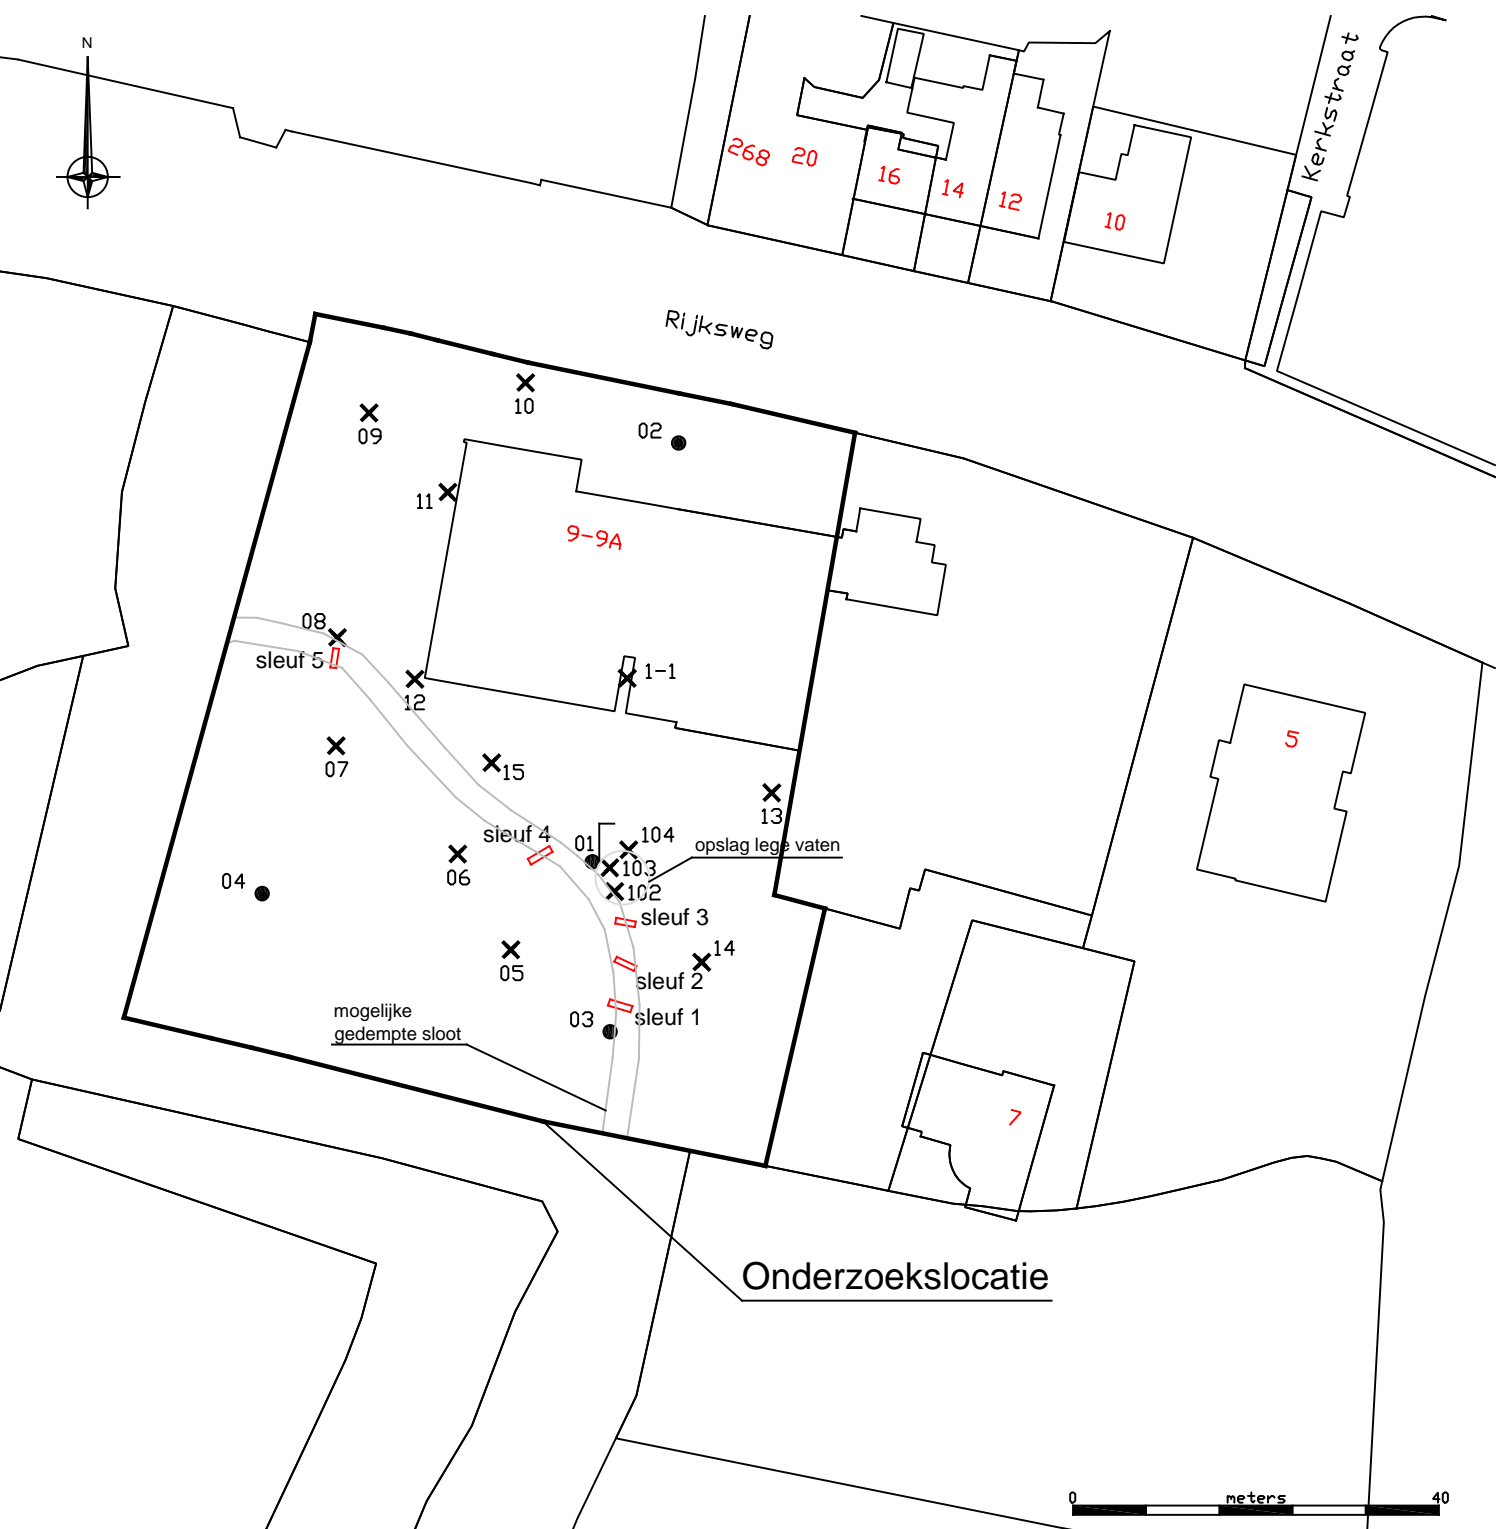 N
Kerkstraat
268
20
16
14
12
10
Rijksweg
10
09
02
11
9-9A
08
sleuf 5
1-1
12
07
15
5
13
sleuf 4
01
104
opslag lege vaten
103
06
04
102
sleuf 3
14
05
sleuf 2
mogelijke
gedempte sloot
03
sleuf 1
7
Onderzoekslocatie
0
meters
40